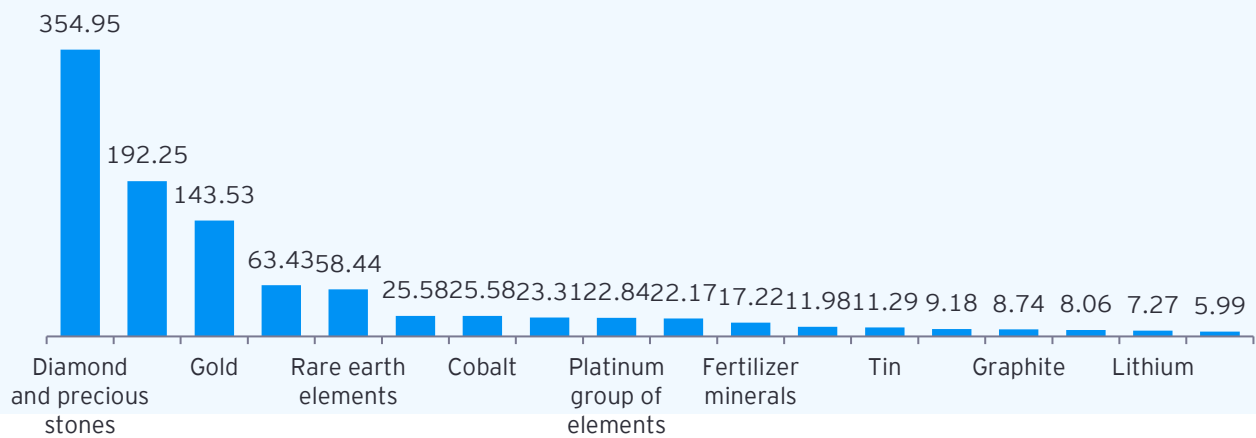 354.95
192.25
143.53
63.43 58.44
25.58 25.58 23.31 22.84 22.17 17.22 11.98 11.29 9.18 8.74 8.06 7.27 5.99
Diamond
and precious
stones
Gold
Rare earth
elements
Cobalt
Platinum
group of
elements
Fertilizer
minerals
Tin
Graphite
Lithium